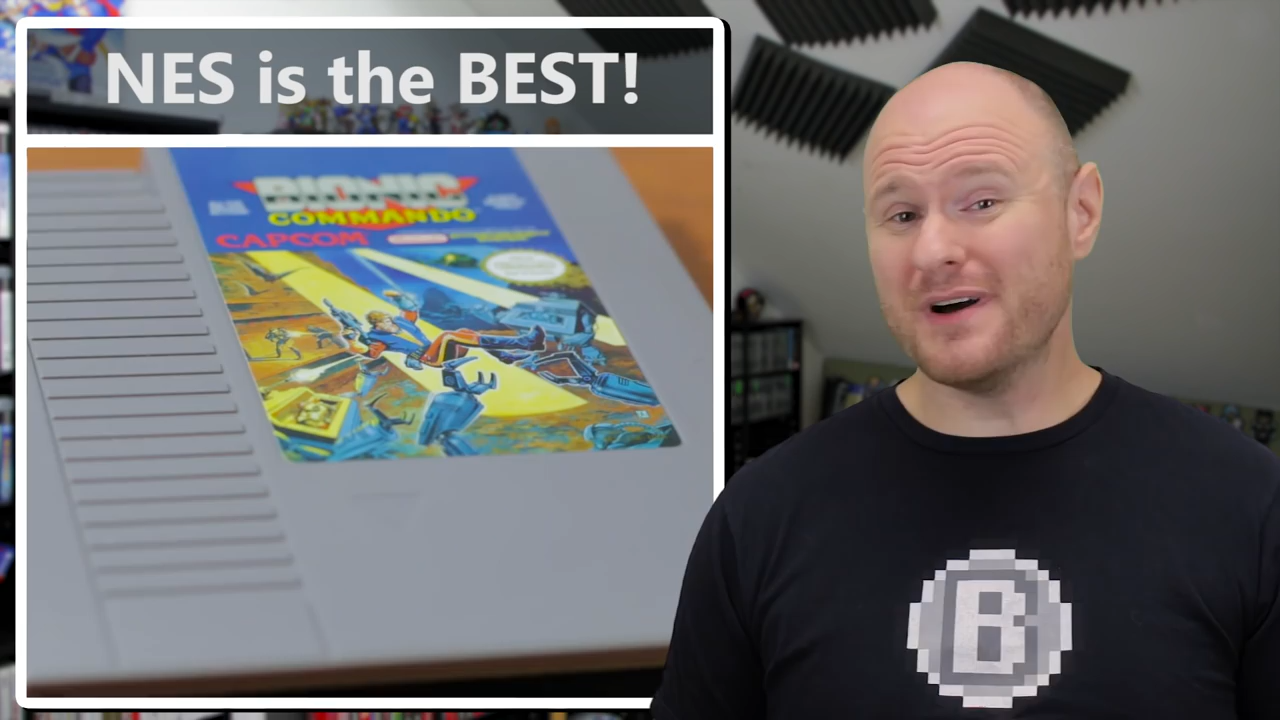 NES is the BEST!
BIONIC
COMMANDO
CAPCOM
B